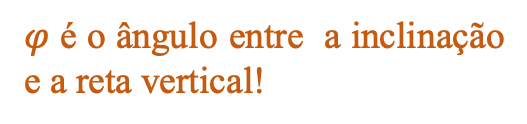 φ é o ângulo entre a inclinação
e a reta vertical!